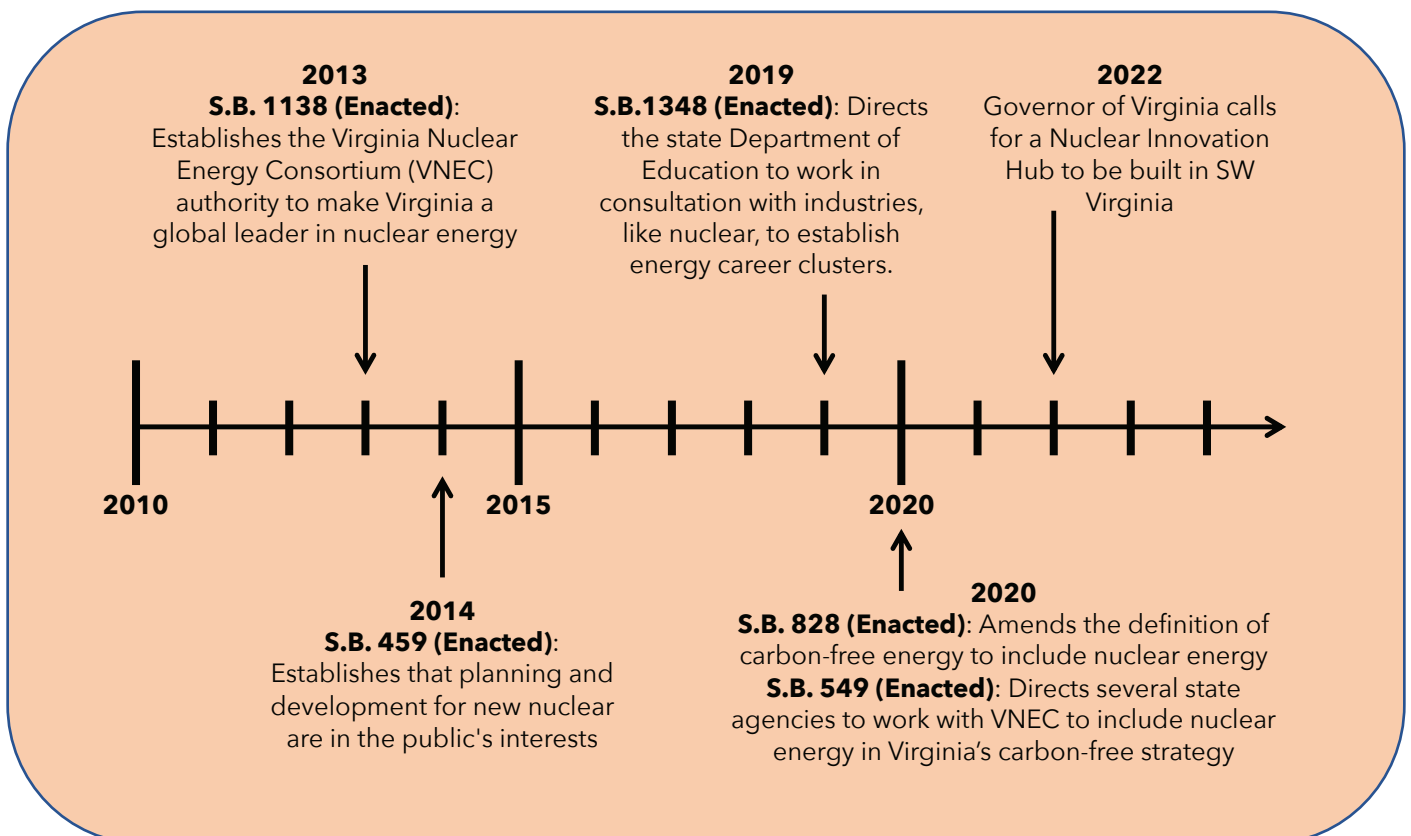 2013
S.B. 1138 (Enacted):
Establishes the Virginia Nuclear
Energy Consortium (VNEC)
authority to make Virginia a
global leader in nuclear energy
2019
S.B.1348 (Enacted): Directs
the state Department of
Education to work in
consultation with industries,
like nuclear, to establish
energy career clusters.
2022
Governor of Virginia calls
for a Nuclear Innovation
Hub to be built in SW
Virginia
2010
2015
2020
2014
S.B. 459 (Enacted):
Establishes that planning and
development for new nuclear
are in the public's interests
2020
S.B. 828 (Enacted): Amends the definition of
carbon-free energy to include nuclear energy
S.B. 549 (Enacted): Directs several state
agencies to work with VNEC to include nuclear
energy in Virginia’s carbon-free strategy